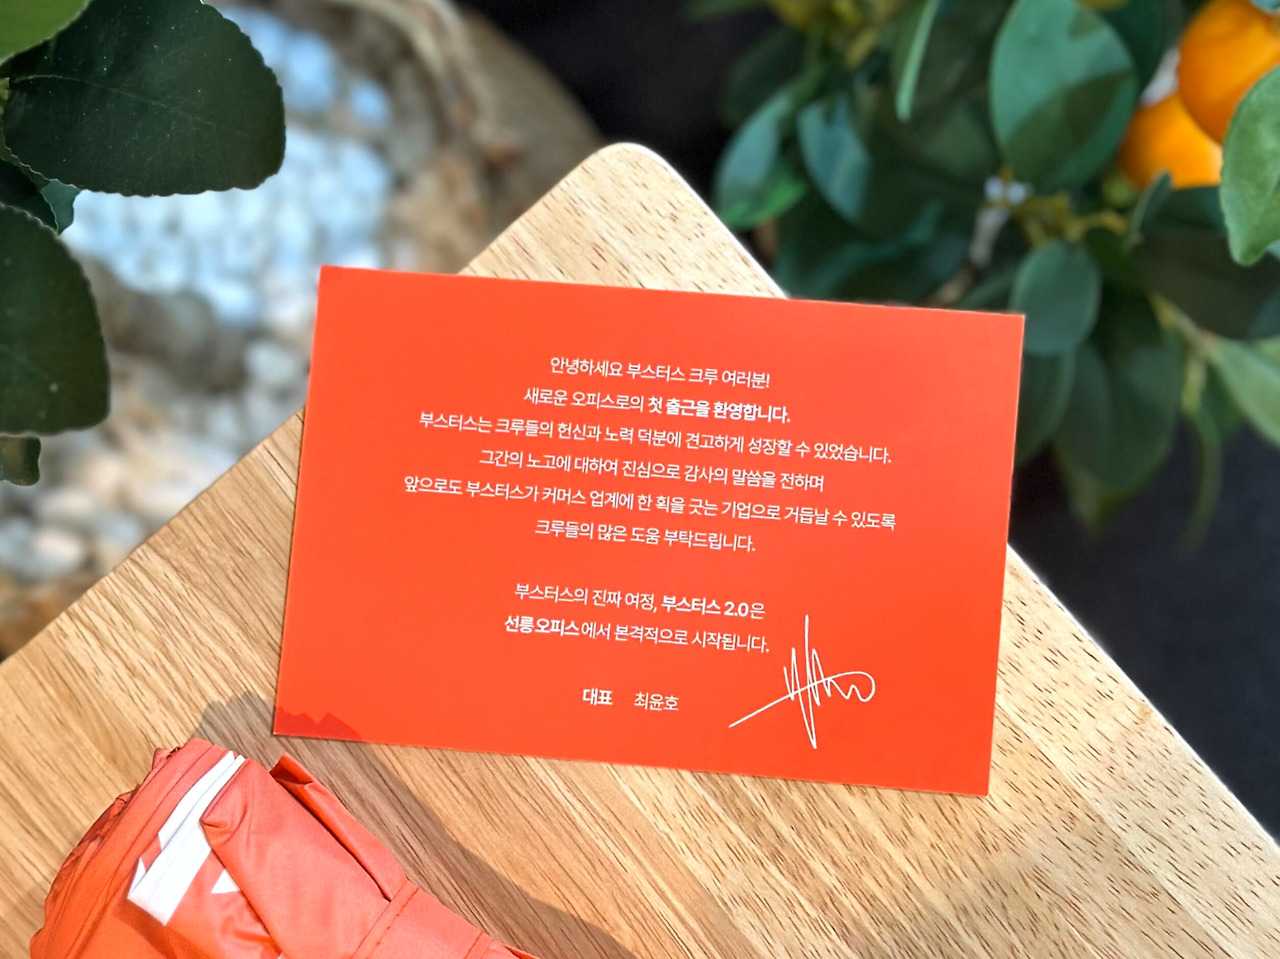 안녕하세요 부스터스 크루 여러분!
새로운 오피스로의 첫 출근을 환영합니다.
부스터스는 크루들의 헌신과 노력 덕분에 견고하게 성장할 수 있었습니다.
그간의 노고에 대하여 진심으로 감사의 말씀을 전하며
앞으로도 부스터스가 커머스 업계에 한 획을 긋는 기업으로 거듭날 수 있도록
크루들의 많은 도움 부탁드립니다.
부스터스의 진짜 여정, 부스터스 2.0은
선릉오피스에서 본격적으로 시작됩니다.
대표 최윤호